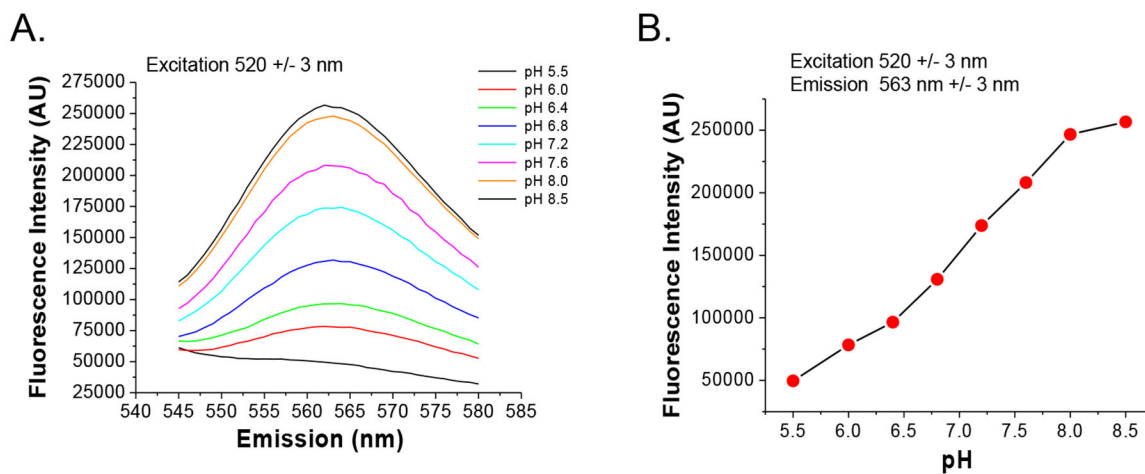 A.
Excitation 520 +/- 3 nm
Fluorescence Intensity (AU)
275000
250000
225000
200000
175000
150000
125000
100000
75000
50000
25000
540 545 550 555 560 565 570 575 580 585
Emission (nm)
pH 5.5
pH 6.0
pH 6.4
pH 6.8
pH 7.2
pH 7.6
pH 8.0
pH 8.5
B.
Excitation 520 +/- 3 nm
Emission 563 nm +/- 3 nm)
Fluorescence Intensity (AU)
250000
200000
150000
100000
50000
5.5 6.0 6.5 7.0 7.5 8.0 8.5
pH